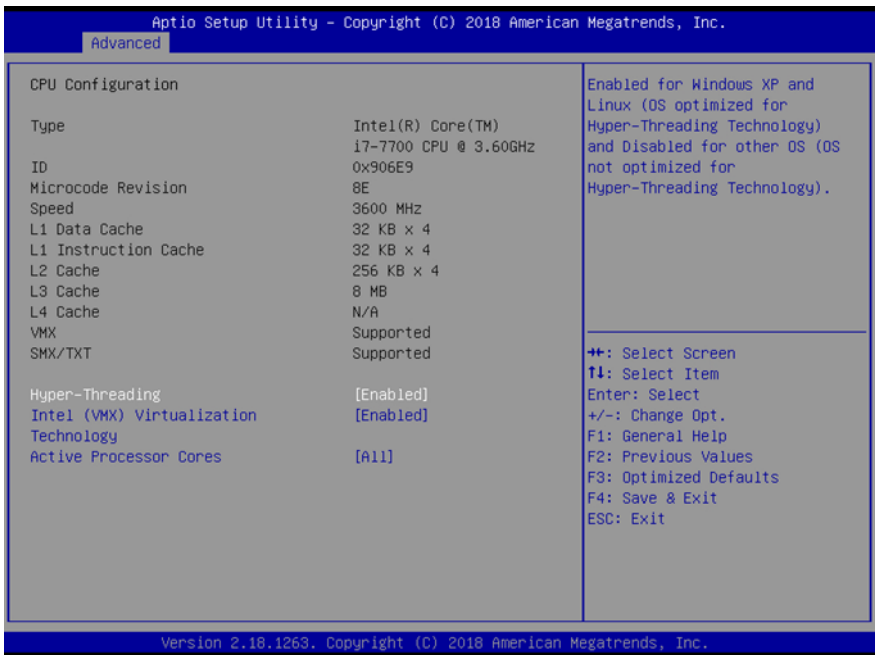 Aptio Setup Utility - Copyright (C) 2018 American Megatrends, Inc.
Advanced
CPU Configuration
Type Intel(R) Core(TM)
i7-7700 CPU @ 3.60GHz
ID 0x906E9
Microcode Revision 8E
Speed 3600 MHz
L1 Data Cache 32 KB x 4
L1 Instruction Cache 32 KB x 4
L2 Cache 256 KB x 4
L3 Cache 8 MB
L4 Cache N/A
VMX Supported
SMX/TXT Supported
Hyper-Threading [Enabled]
Intel (VMX) Virtualization [Enabled]
Technology
Active Processor Cores [All]
Enabled for Windows XP and
Linux (OS optimized for
Hyper-Threading Technology)
and Disabled for other OS (OS
not optimized for
Hyper-Threading Technology).
→←: Select Screen
↑↓: Select Item
Enter: Select
+/-: Change Opt.
F1: General Help
F2: Previous Values
F3: Optimized Defaults
F4: Save & Exit
ESC: Exit
Version 2.18.1263. Copyright (C) 2018 American Megatrends, Inc.